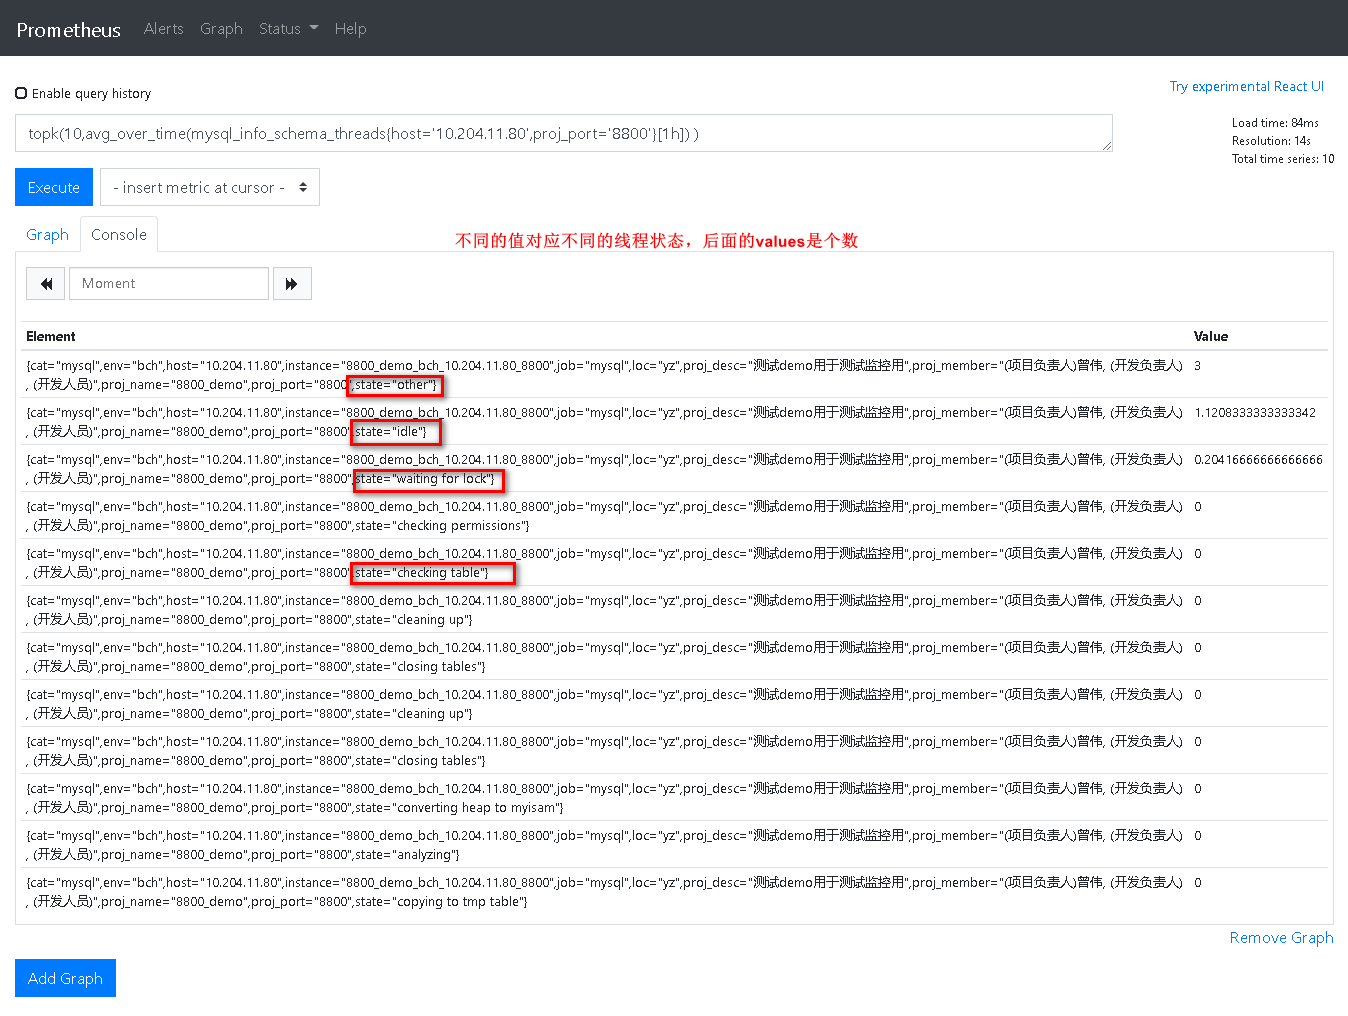 Prometheus Alerts Graph Status Help
Enable query history
Try experimental React UI
topk(10,avg_over_time(mysql_info_schema_threads{host='10.204.11.80',proj_port='8800'}[1h]) )
Load time: 84ms
Resolution: 14s
Total time series: 10
Execute - insert metric at cursor -
Graph Console
不同的值对应不同的线程状态，后面的values是个数
Moment
Element Value
{cat="mysql",env="bch",host="10.204.11.80",instance="8800_demo_bch_10.204.11.80_8800",job="mysql",loc="yz",proj_desc="测试demo用于测试监控用",proj_member="(项目负责人)曾伟, (开发负责人) 3
, (开发人员)",proj_name="8800_demo",proj_port="8800",state="other"}
{cat="mysql",env="bch",host="10.204.11.80",instance="8800_demo_bch_10.204.11.80_8800",job="mysql",loc="yz",proj_desc="测试demo用于测试监控用",proj_member="(项目负责人)曾伟, (开发负责人) 1.1208333333333342
, (开发人员)",proj_name="8800_demo",proj_port="8800",state="idle"}
{cat="mysql",env="bch",host="10.204.11.80",instance="8800_demo_bch_10.204.11.80_8800",job="mysql",loc="yz",proj_desc="测试demo用于测试监控用",proj_member="(项目负责人)曾伟, (开发负责人) 0.20416666666666666
, (开发人员)",proj_name="8800_demo",proj_port="8800",state="waiting for lock"}
{cat="mysql",env="bch",host="10.204.11.80",instance="8800_demo_bch_10.204.11.80_8800",job="mysql",loc="yz",proj_desc="测试demo用于测试监控用",proj_member="(项目负责人)曾伟, (开发负责人) 0
, (开发人员)",proj_name="8800_demo",proj_port="8800",state="checking permissions"}
{cat="mysql",env="bch",host="10.204.11.80",instance="8800_demo_bch_10.204.11.80_8800",job="mysql",loc="yz",proj_desc="测试demo用于测试监控用",proj_member="(项目负责人)曾伟, (开发负责人) 0
, (开发人员)",proj_name="8800_demo",proj_port="8800",state="checking table"}
{cat="mysql",env="bch",host="10.204.11.80",instance="8800_demo_bch_10.204.11.80_8800",job="mysql",loc="yz",proj_desc="测试demo用于测试监控用",proj_member="(项目负责人)曾伟, (开发负责人) 0
, (开发人员)",proj_name="8800_demo",proj_port="8800",state="cleaning up"}
{cat="mysql",env="bch",host="10.204.11.80",instance="8800_demo_bch_10.204.11.80_8800",job="mysql",loc="yz",proj_desc="测试demo用于测试监控用",proj_member="(项目负责人)曾伟, (开发负责人) 0
, (开发人员)",proj_name="8800_demo",proj_port="8800",state="closing tables"}
{cat="mysql",env="bch",host="10.204.11.80",instance="8800_demo_bch_10.204.11.80_8800",job="mysql",loc="yz",proj_desc="测试demo用于测试监控用",proj_member="(项目负责人)曾伟, (开发负责人) 0
, (开发人员)",proj_name="8800_demo",proj_port="8800",state="cleaning up"}
{cat="mysql",env="bch",host="10.204.11.80",instance="8800_demo_bch_10.204.11.80_8800",job="mysql",loc="yz",proj_desc="测试demo用于测试监控用",proj_member="(项目负责人)曾伟, (开发负责人) 0
, (开发人员)",proj_name="8800_demo",proj_port="8800",state="closing tables"}
{cat="mysql",env="bch",host="10.204.11.80",instance="8800_demo_bch_10.204.11.80_8800",job="mysql",loc="yz",proj_desc="测试demo用于测试监控用",proj_member="(项目负责人)曾伟, (开发负责人) 0
, (开发人员)",proj_name="8800_demo",proj_port="8800",state="converting heap to myisam"}
{cat="mysql",env="bch",host="10.204.11.80",instance="8800_demo_bch_10.204.11.80_8800",job="mysql",loc="yz",proj_desc="测试demo用于测试监控用",proj_member="(项目负责人)曾伟, (开发负责人) 0
, (开发人员)",proj_name="8800_demo",proj_port="8800",state="analyzing"}
{cat="mysql",env="bch",host="10.204.11.80",instance="8800_demo_bch_10.204.11.80_8800",job="mysql",loc="yz",proj_desc="测试demo用于测试监控用",proj_member="(项目负责人)曾伟, (开发负责人) 0
, (开发人员)",proj_name="8800_demo",proj_port="8800",state="copying to tmp table"}
Remove Graph
Add Graph